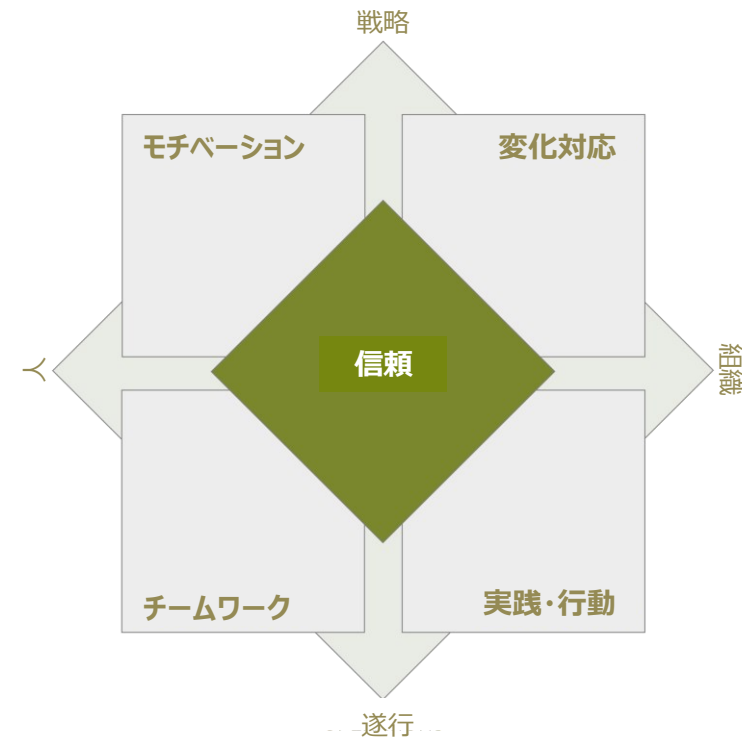 戦略
モチベーション
変化対応
信頼
人
組織
チームワーク
実践・行動
遂行